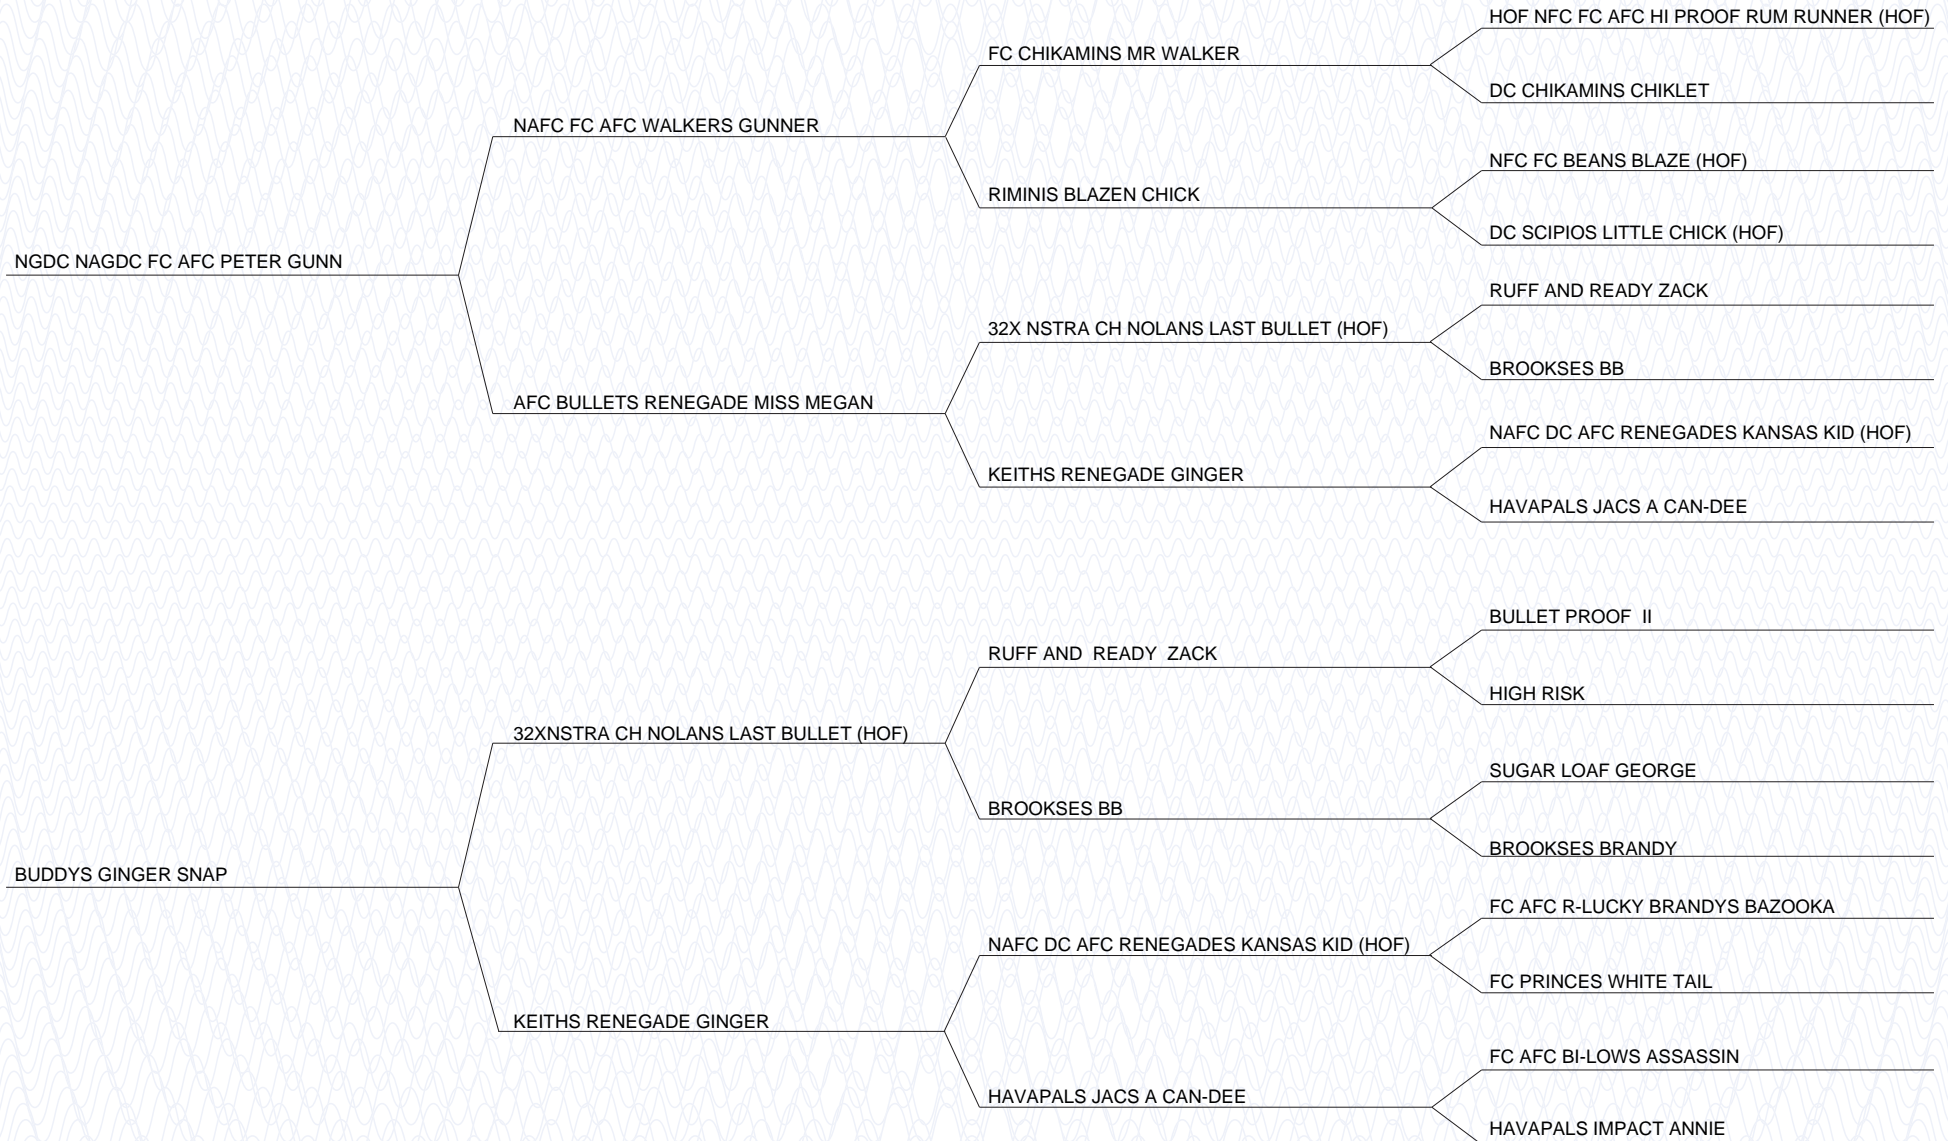 HOF NFC FC AFC HI PROOF RUM RUNNER (HOF)
FC CHIKAMINS MR WALKER
DC CHIKAMINS CHIKLET
NAFC FC AFC WALKERS GUNNER
NFC FC BEANS BLAZE (HOF)
RIMINIS BLAZEN CHICK
DC SCIPIOS LITTLE CHICK (HOF)
NGDC NAGDC FC AFC PETER GUNN
RUFF AND READY ZACK
32X NSTRA CH NOLANS LAST BULLET (HOF)
BROOKSES BB
AFC BULLETS RENEGADE MISS MEGAN
NAFC DC AFC RENEGADES KANSAS KID (HOF)
KEITHS RENEGADE GINGER
HAVAPALS JACS A CAN-DEE
BULLET PROOF  II
RUFF AND  READY  ZACK
HIGH RISK
32XNSTRA CH NOLANS LAST BULLET (HOF)
SUGAR LOAF GEORGE
BROOKSES BB
BROOKSES BRANDY
BUDDYS GINGER SNAP
FC AFC R-LUCKY BRANDYS BAZOOKA
NAFC DC AFC RENEGADES KANSAS KID (HOF)
FC PRINCES WHITE TAIL
KEITHS RENEGADE GINGER
FC AFC BI-LOWS ASSASSIN
HAVAPALS JACS A CAN-DEE
HAVAPALS IMPACT ANNIE